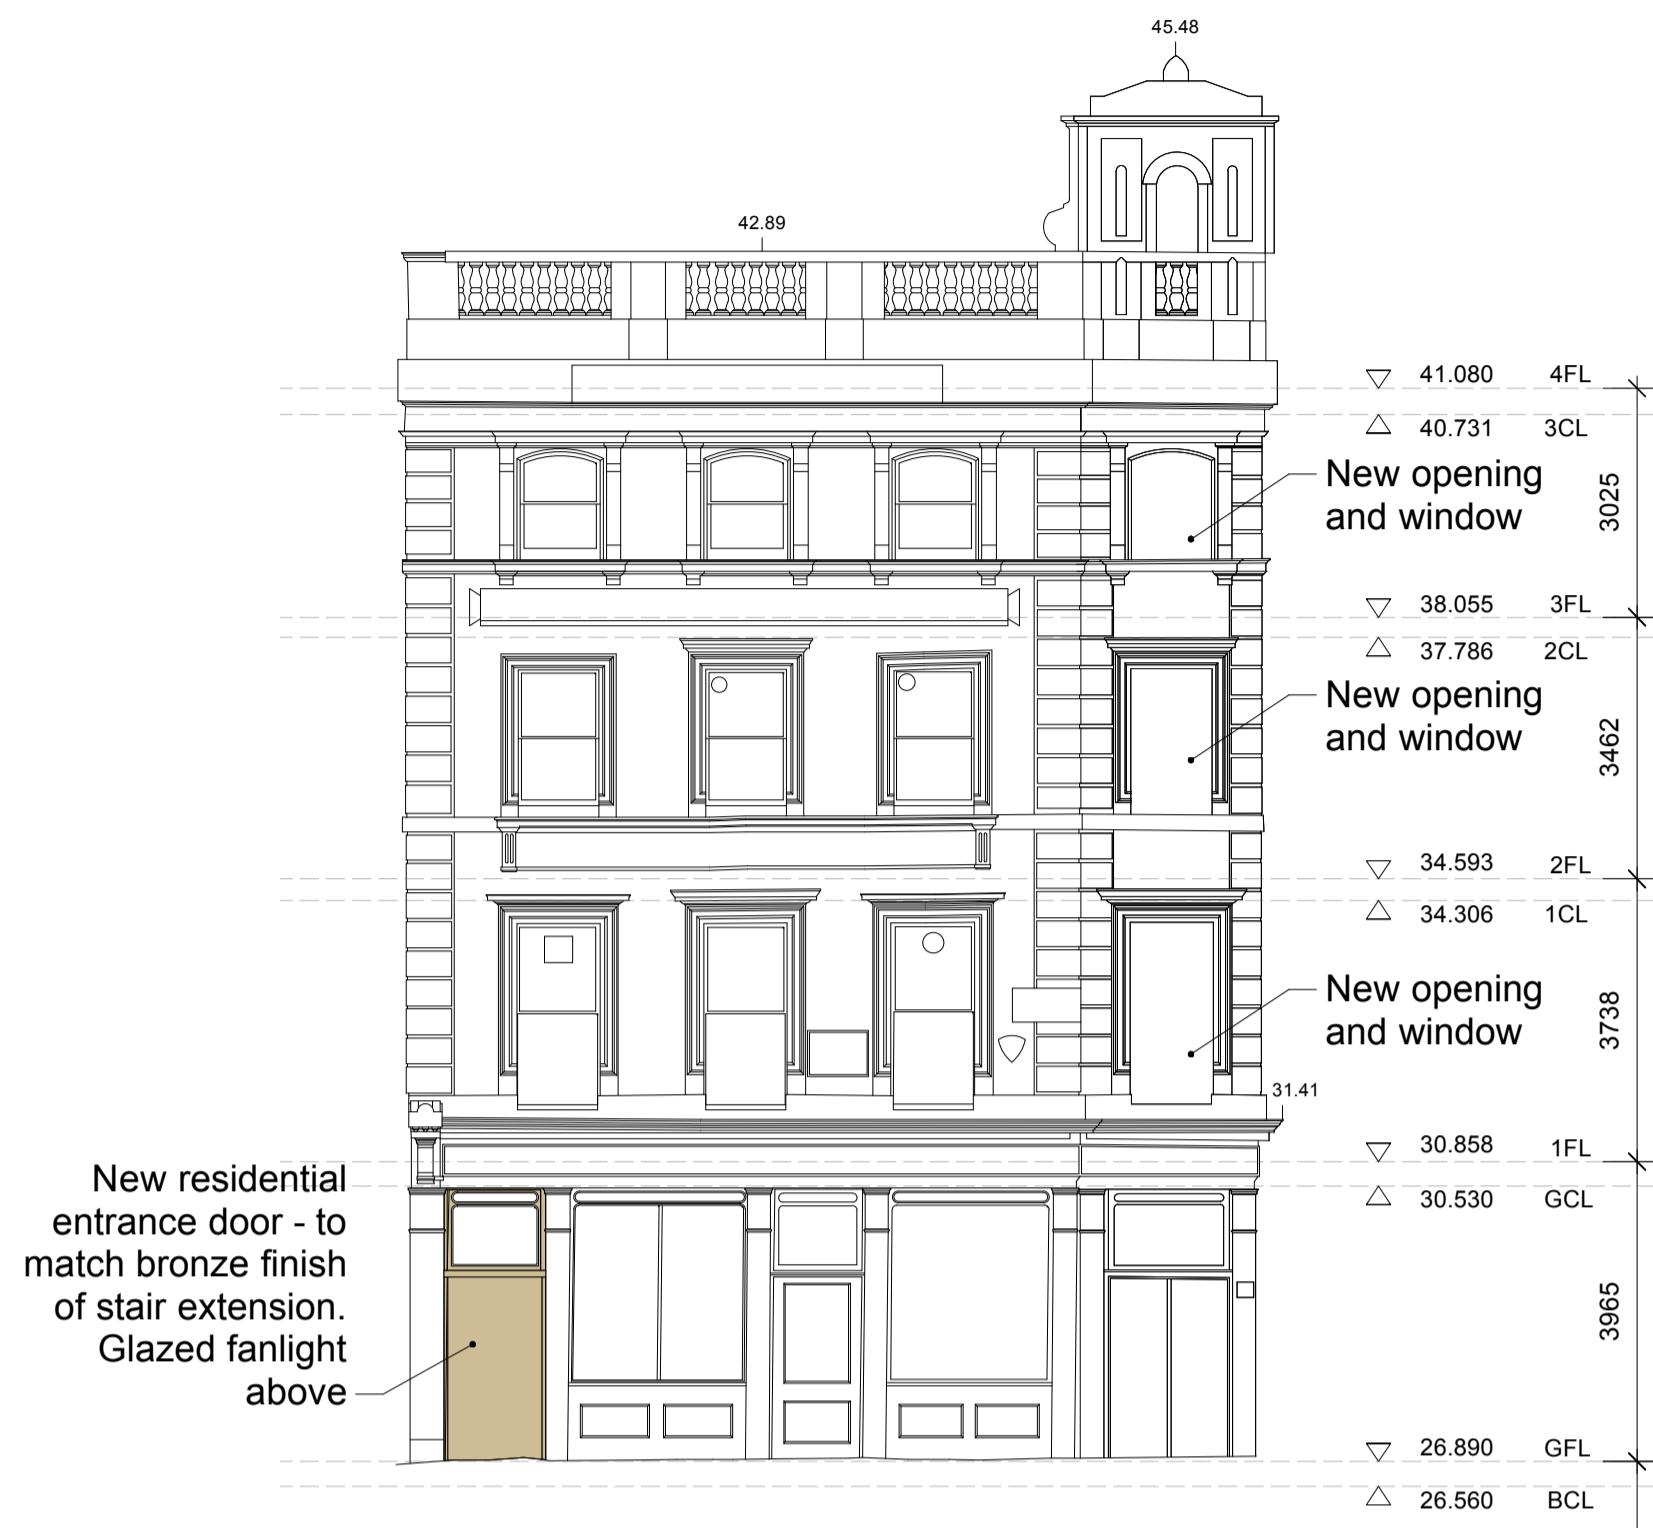 45.48
42.89
41.080 4FL
40.731 3CL
New opening
and window
3025
38.055 3FL
37.786 2CL
New opening
and window
3462
34.593 2FL
34.306 1CL
New opening
and window
3738
31.41
30.858 1FL
30.530 GCL
New residential
entrance door - to
match bronze finish
of stair extension.
Glazed fanlight
above
3965
26.890 GFL
26.560 BCL